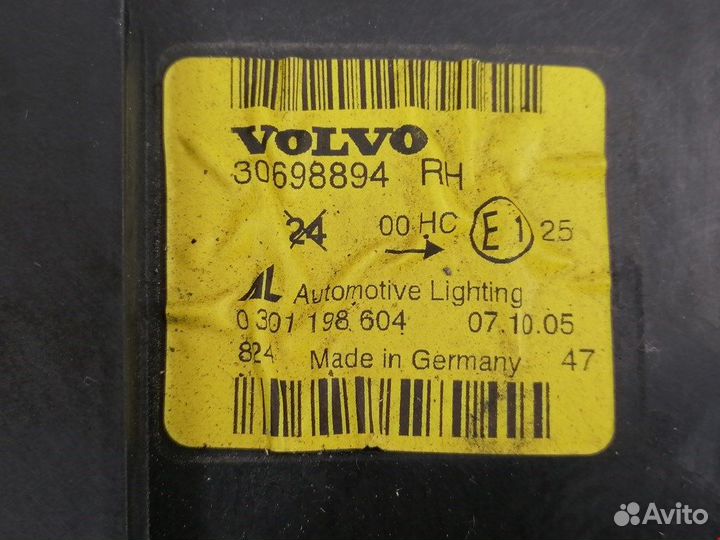 VOLVO
30698894 RH
24 00 HC E1 25
AL Automotive Lighting
0 301 198 604 07.10.05
824 Made in Germany 47
Avito